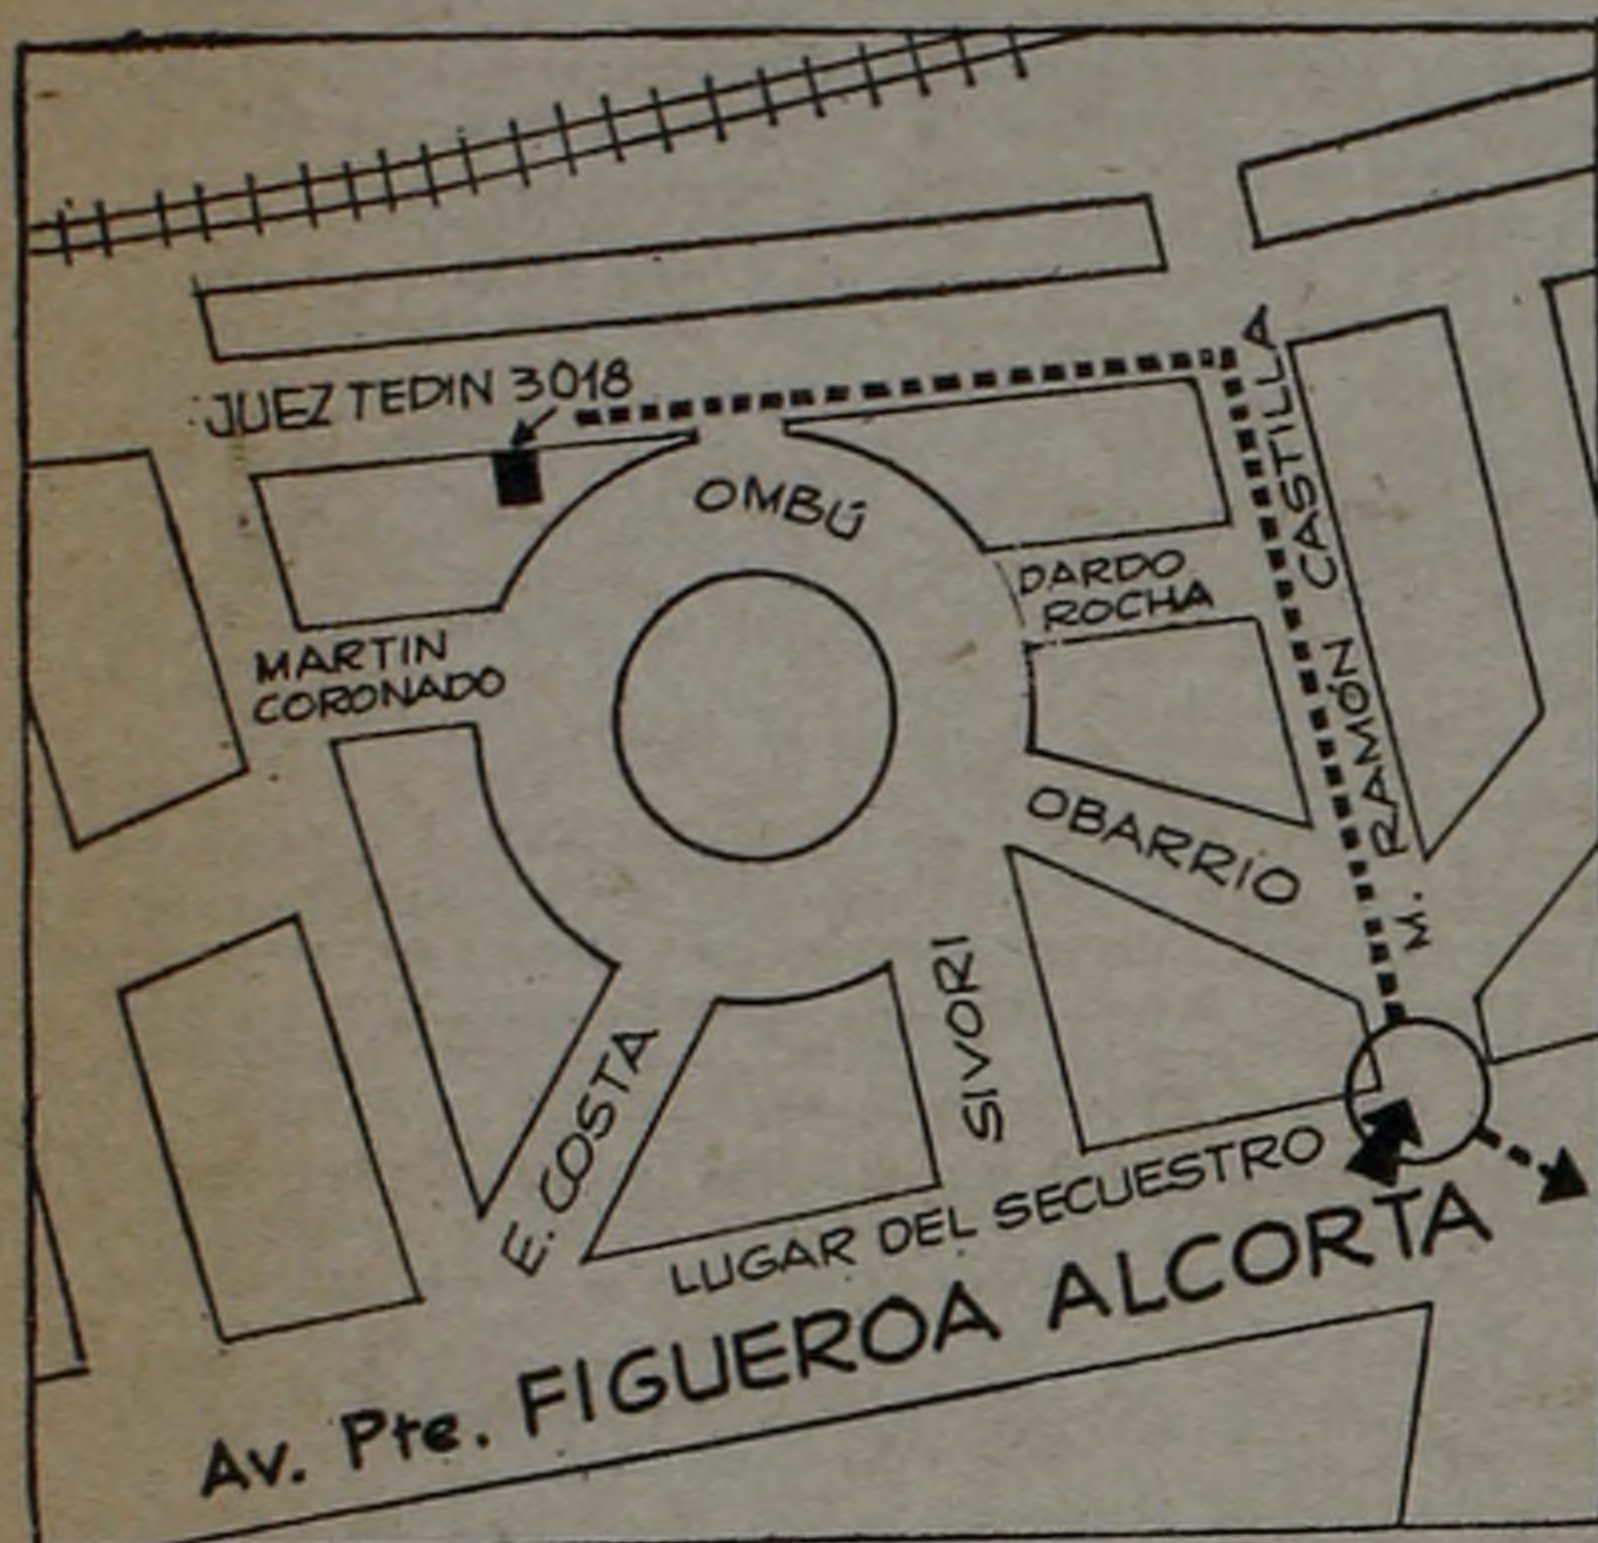 JUEZ TEDIN 3018
OMBÚ
M. RAMÓN CASTILLA
DARDO
ROCHA
MARTIN
CORONADO
OBARRIO
SIVORI
E. COSTA
LUGAR DEL SECUESTRO
Av. Pte. FIGUEROA ALCORTA